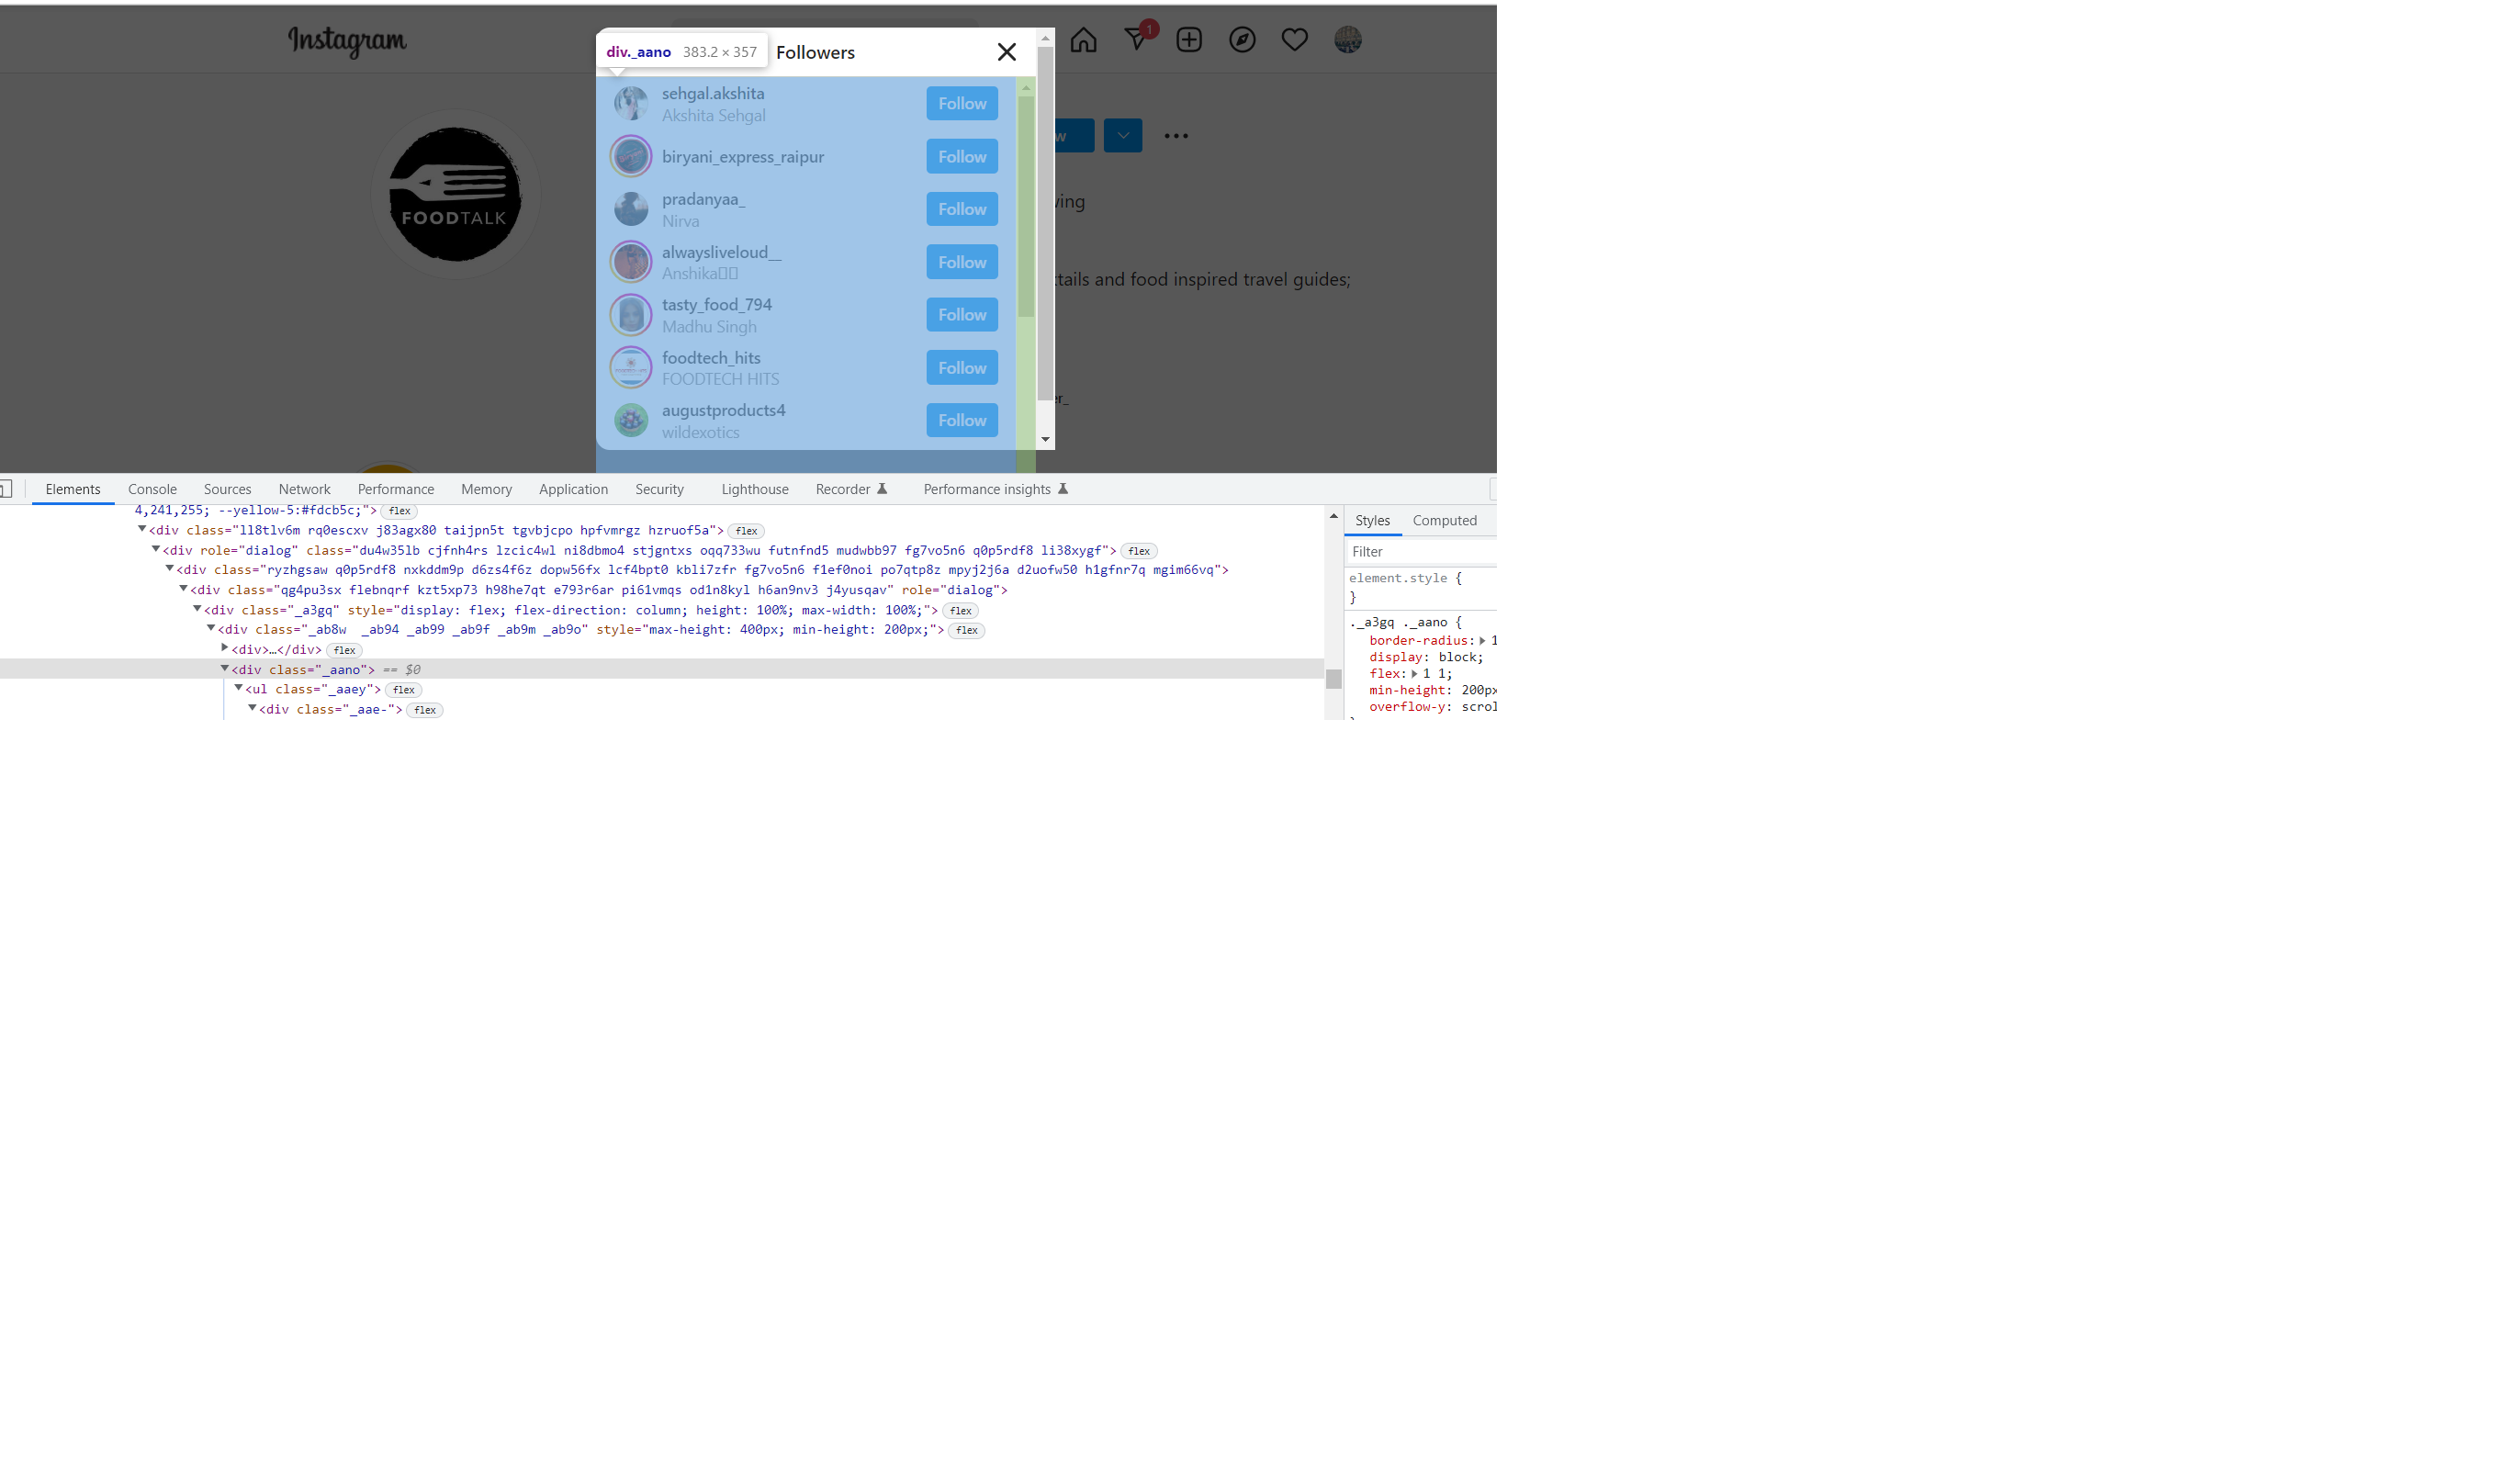 Instagram
div._aano 383.2 × 357
Followers
1
sehgal.akshita
Akshita Sehgal
Follow
biryani_express_raipur
Follow
pradanyaa_
Nirva
Follow
alwaysliveloud__
Anshika
Follow
tasty_food_794
Madhu Singh
Follow
foodtech_hits
FOODTECH HITS
Follow
augustproducts4
wildexotics
Follow
FOODTALK
w
wing
tails and food inspired travel guides;
er_
Elements Console Sources Network Performance Memory Application Security Lighthouse Recorder Performance insights
4,241,255; --yellow-5:#fdcb5c;"> flex
<div class="ll8tlv6m rq0escxv j83agx80 taijpn5t tgvbjcpo hpfvmrgz hzruof5a"> flex
<div role="dialog" class="du4w35lb cjfnh4rs lzcic4wl ni8dbmo4 stjgntxs oqq733wu futnfnd5 mudwbb97 fg7vo5n6 q0p5rdf8 li38xygf"> flex
<div class="ryzhgsaw q0p5rdf8 nxkddm9p d6zs4f6z dopw56fx lcf4bpt0 kbli7zfr fg7vo5n6 f1ef0noi po7qtp8z mpyj2j6a d2uofw50 h1gfnr7q mgim66vq">
<div class="qg4pu3sx flebnqrf kzt5xp73 h98he7qt e793r6ar pi61vmqs od1n8kyl h6an9nv3 j4yusqav" role="dialog">
<div class="_a3gq" style="display: flex; flex-direction: column; height: 100%; max-width: 100%;"> flex
<div class="_ab8w  _ab94 _ab99 _ab9f _ab9m _ab9o" style="max-height: 400px; min-height: 200px;"> flex
<div>…</div> flex
<div class="_aano"> == $0
<ul class="_aaey"> flex
<div class="_aae-"> flex
Styles Computed
Filter
element.style {
}
._a3gq ._aano {
border-radius: 1
display: block;
flex: 1 1;
min-height: 200px
overflow-y: scrol